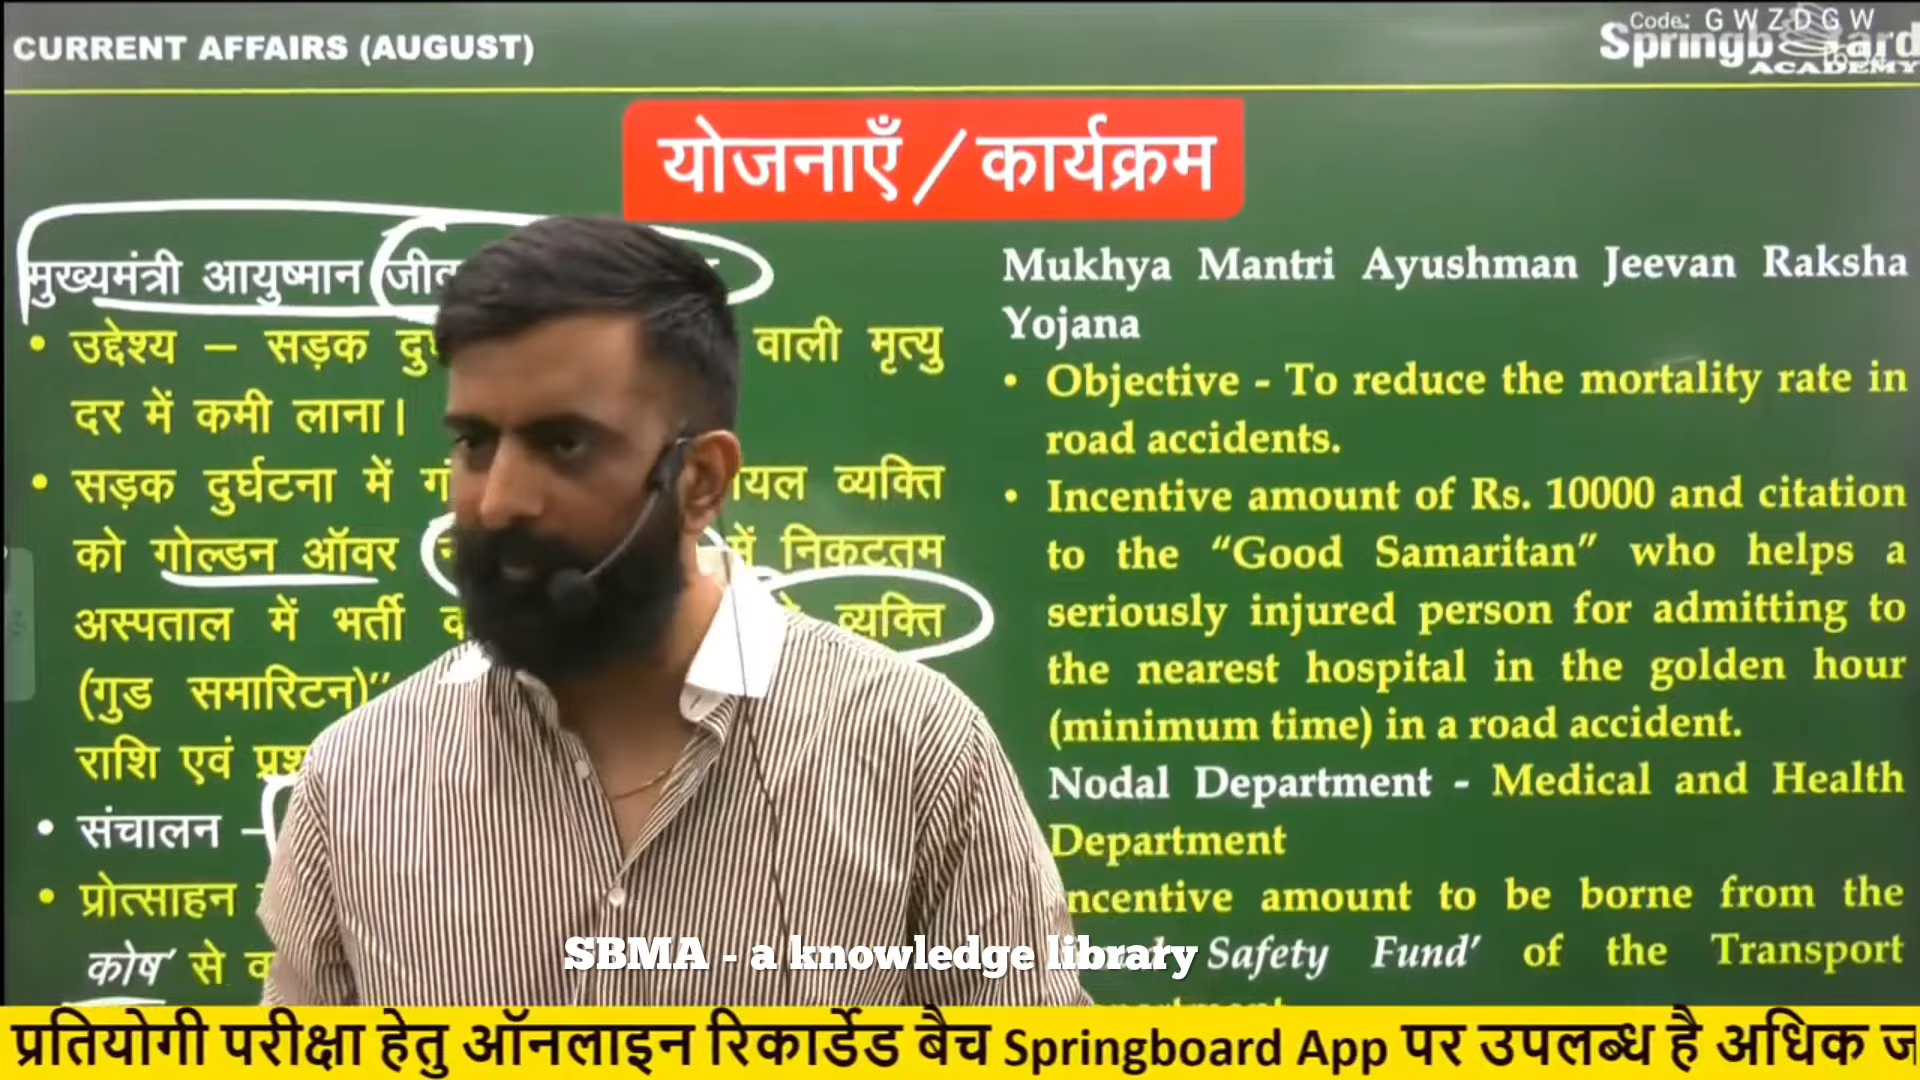 Code: G W Z D G W
CURRENT AFFAIRS (AUGUST)
Springboard
ACADEMY
योजनाएँ / कार्यक्रम
मुख्यमंत्री आयुष्मान
• उद्देश्य – सड़क वाली मृत्यु
दर में कमी लाना।
• सड़क दुर्घटना में व्यक्ति
को गोल्डन ऑवर में निकटतम
अस्पताल में भर्ती व्यक्ति
(गुड समारिटन)''
राशि एवं
• संचालन –
• प्रोत्साहन
कोष' से
Mukhya Mantri Ayushman Jeevan Raksha
Yojana
• Objective - To reduce the mortality rate in
road accidents.
• Incentive amount of Rs. 10000 and citation
to the “Good Samaritan” who helps a
seriously injured person for admitting to
the nearest hospital in the golden hour
(minimum time) in a road accident.
Nodal Department - Medical and Health
Department
ncentive amount to be borne from the
Safety Fund’ of the Transport
SBMA - a knowledge library
प्रतियोगी परीक्षा हेतु ऑनलाइन रिकार्डेड बैच Springboard App पर उपलब्ध है अधिक